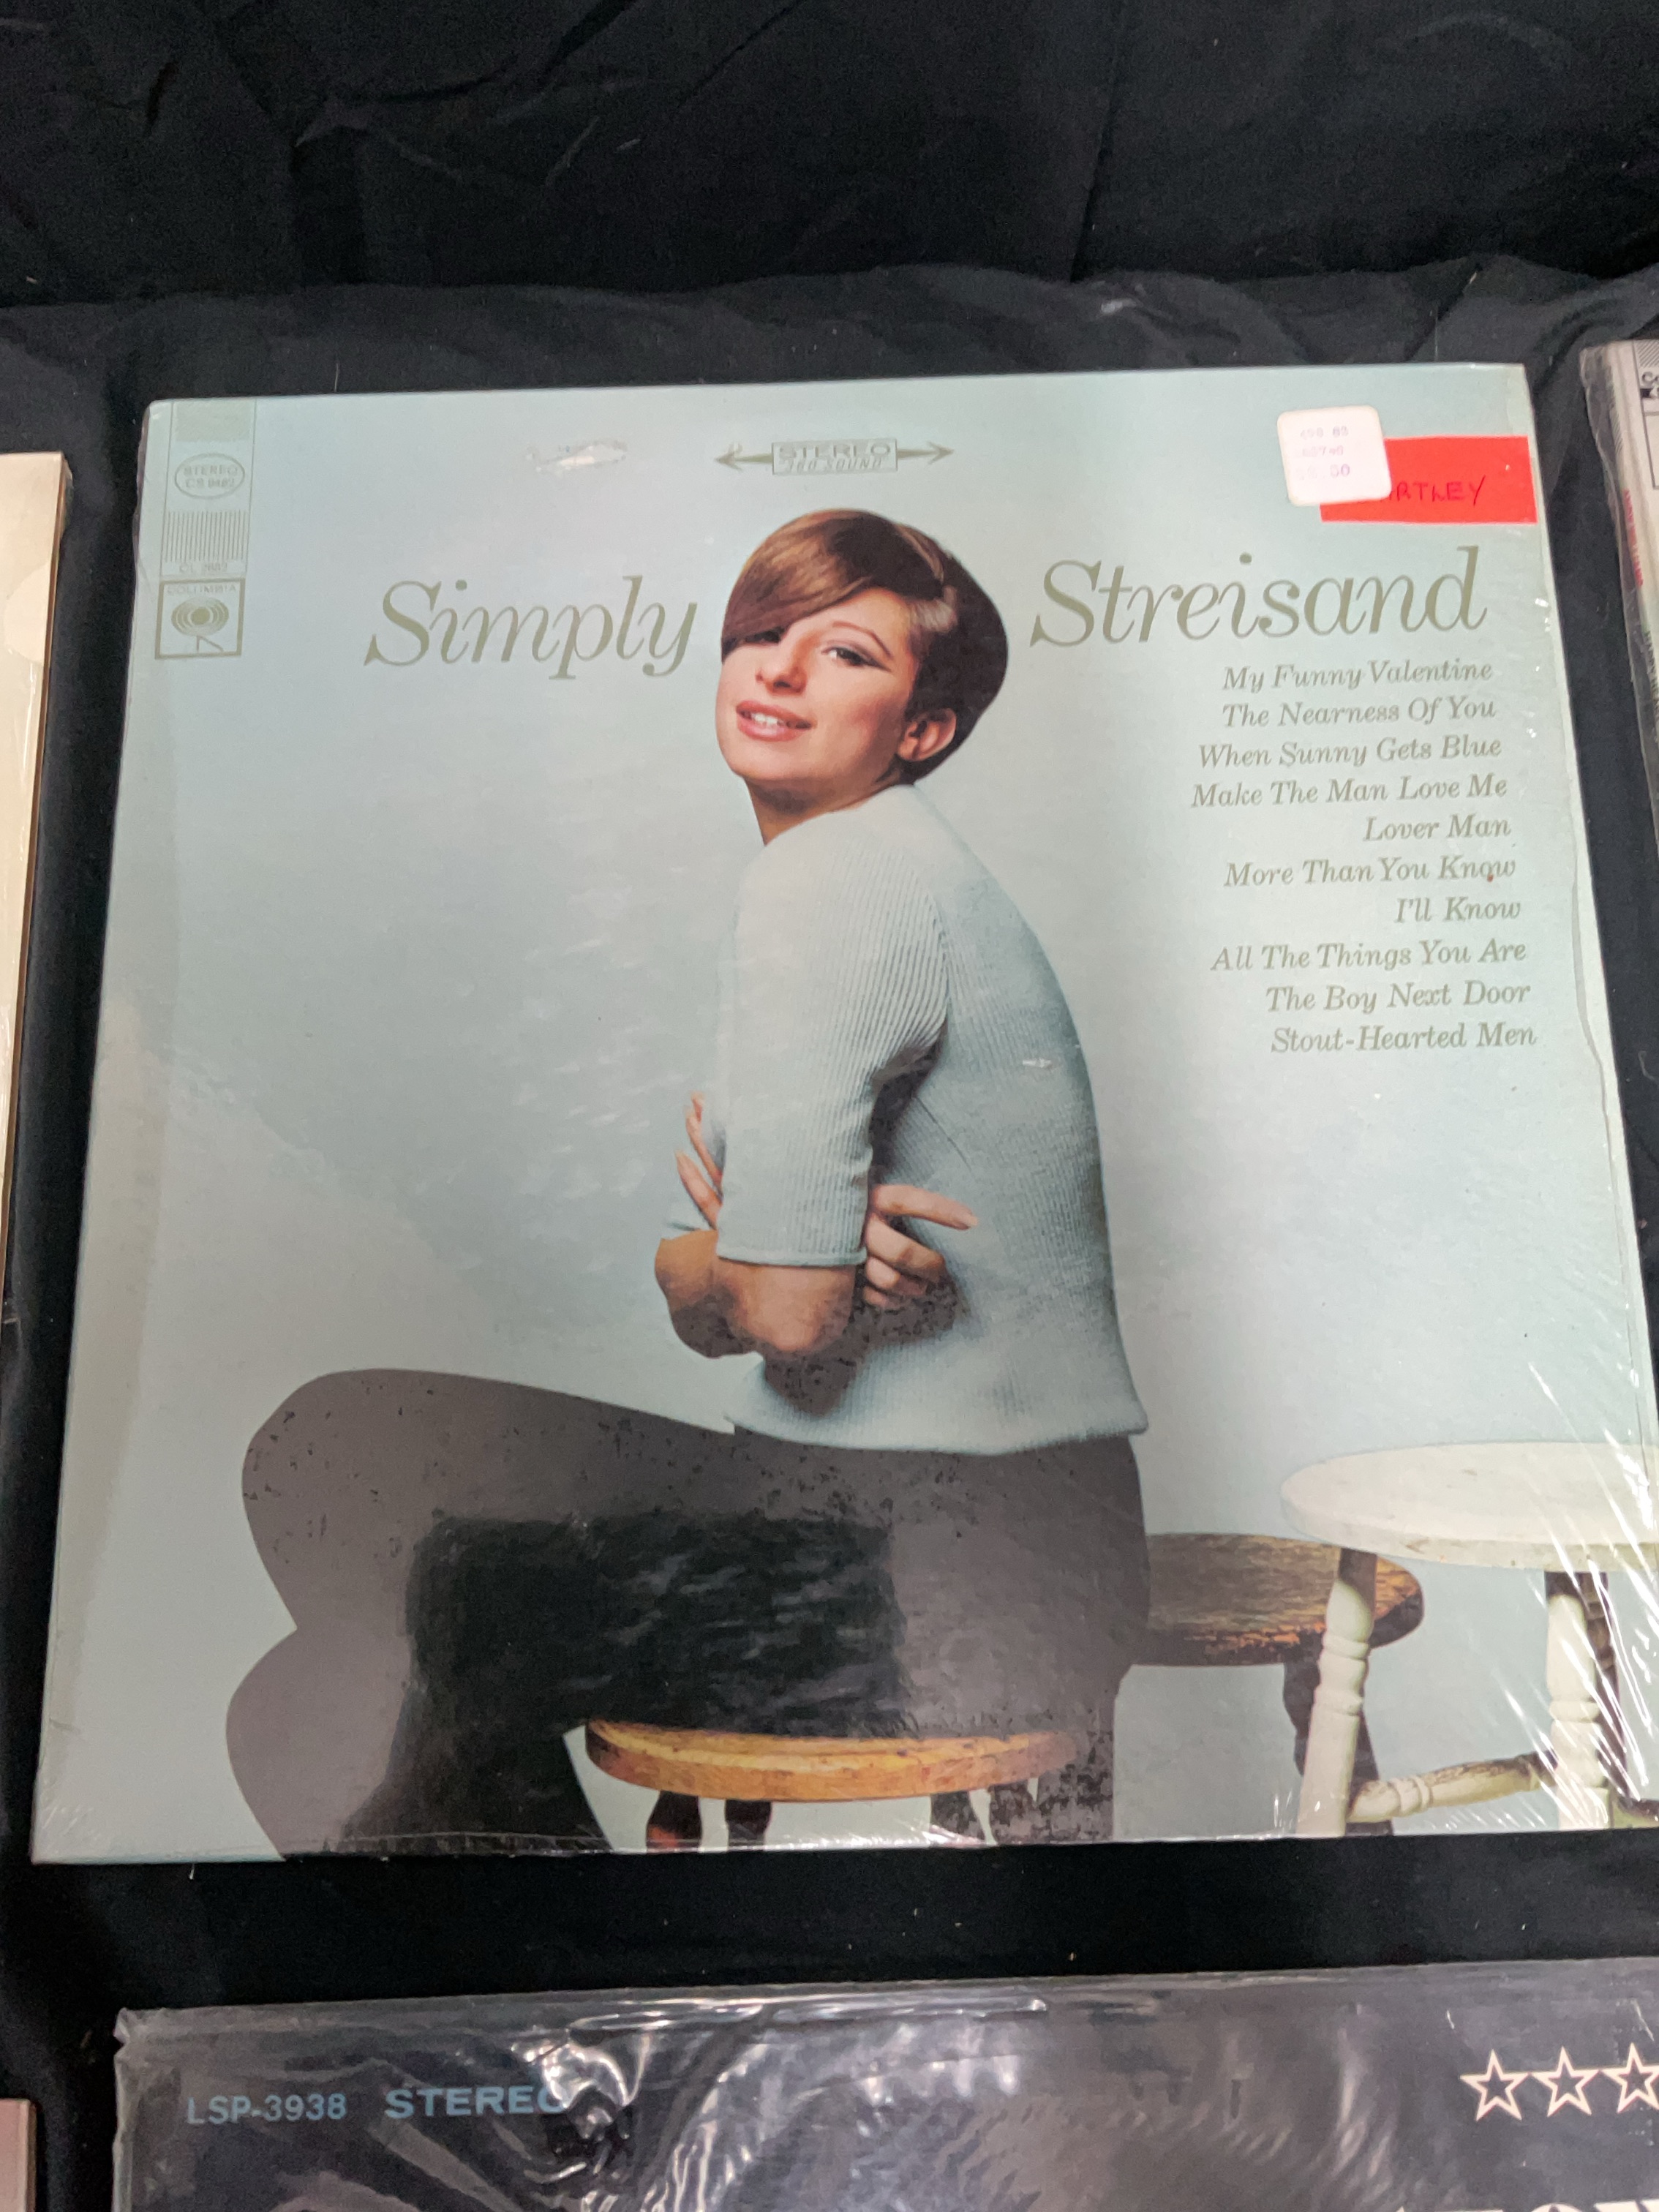 STEREO
360 SOUND
STEREO
CS 9482
CL 2682
COLUMBIA
Simply Streisand
My Funny Valentine
The Nearness Of You
When Sunny Gets Blue
Make The Man Love Me
Lover Man
More Than You Know
I'll Know
All The Things You Are
The Boy Next Door
Stout-Hearted Men
LSP-3938 STEREO